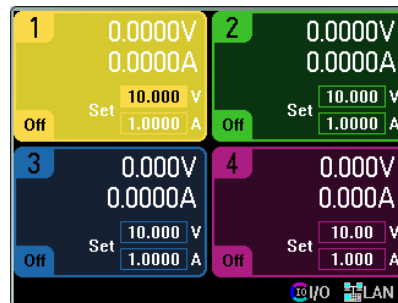 1 0.0000V 2 0.0000V
0.0000A 0.0000A
Set 10.000 V Set 10.000 V
Off 1.0000 A Off 1.0000 A
3 0.000V 4 0.000V
0.0000A 0.000A
Set 10.000 V Set 10.00 V
Off 1.0000 A Off 1.000 A
IO I/O LAN